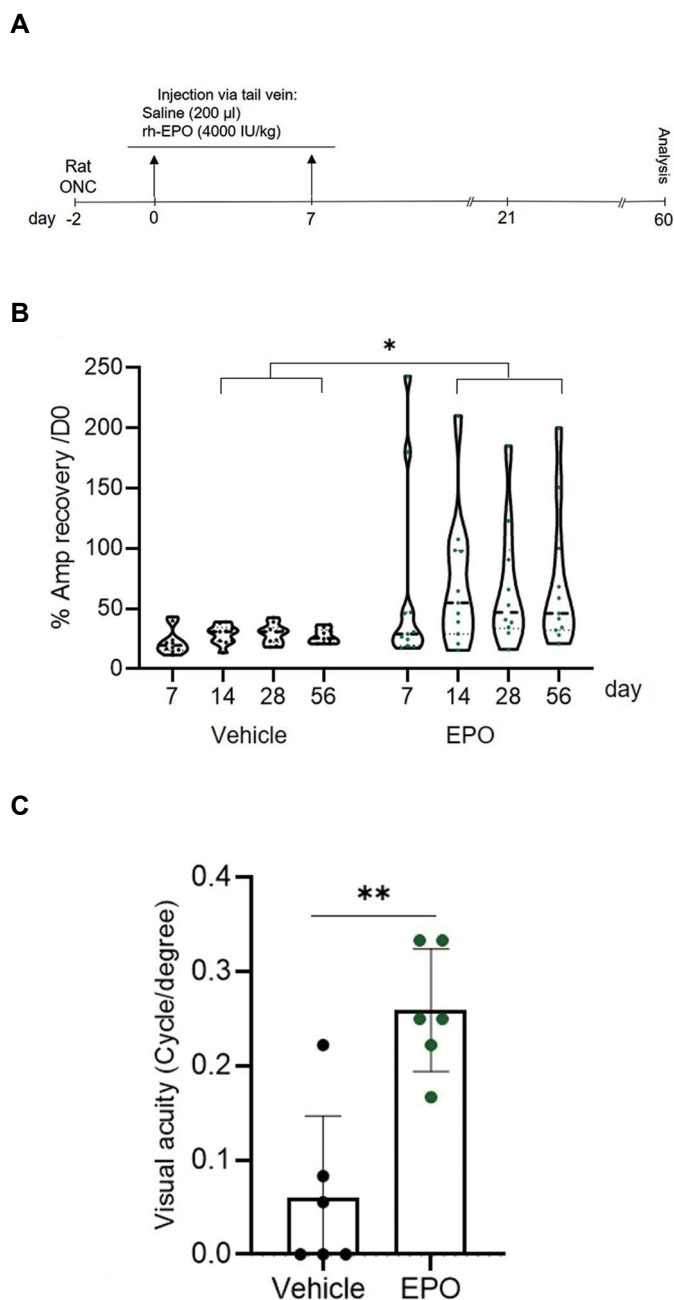 A
Injection via tail vein:
Saline (200 µl)
rh-EPO (4000 IU/kg)
Rat
ONC
Analysis
day -2 0 7 21 60
B
*
% Amp recovery /D0
250
200
150
100
50
0
7 14 28 56 7 14 28 56 day
Vehicle EPO
C
**
Visual acuity (Cycle/degree)
0.4
0.3
0.2
0.1
0.0
Vehicle EPO